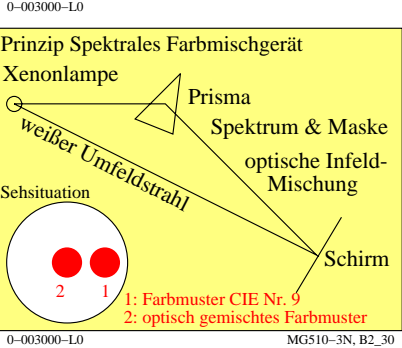 0–003000–L0
Prinzip Spektrales Farbmischgerät
Xenonlampe
Prisma
Spektrum & Maske
weißer Umfeldstrahl
optische Infeld-
Mischung
Sehsituation
Schirm
2 1
1: Farbmuster CIE Nr. 9
2: optisch gemischtes Farbmuster
0–003000–L0 MG510–3N, B2_30